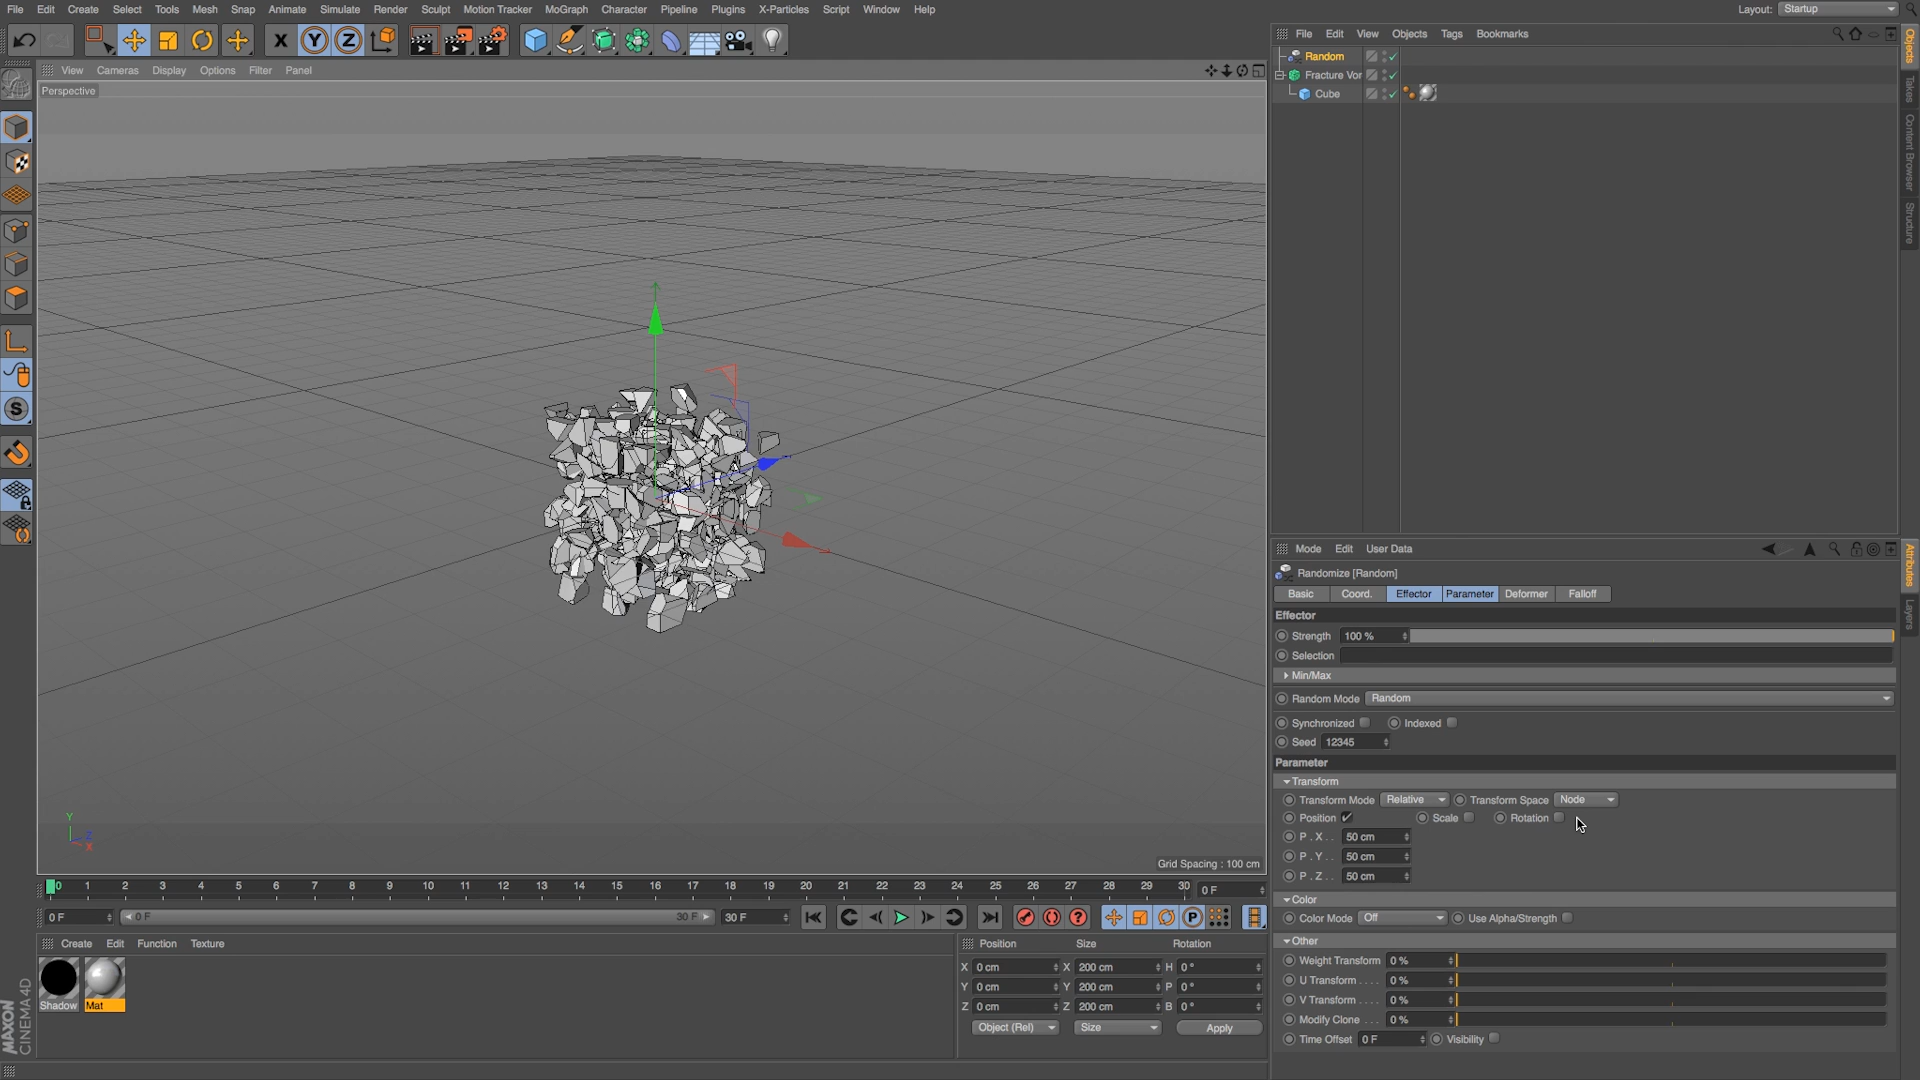 File Edit Create Select Tools Mesh Snap Animate Simulate Render Sculpt Motion Tracker MoGraph Character Pipeline Plugins X-Particles Script Window Help
Layout: Startup
File Edit View Objects Tags Bookmarks
Random
Fracture Vor
Cube
Objects
Takes
Content Browser
Structure
X Y Z
View Cameras Display Options Filter Panel
Perspective
S
Y
Z
X
Grid Spacing : 100 cm
Mode Edit User Data
Randomize [Random]
Basic Coord. Effector Parameter Deformer Falloff
Attributes
Layers
Effector
Strength 100 %
Selection
Min/Max
Random Mode Random
Synchronized Indexed
Seed 12345
Parameter
Transform
Transform Mode Relative Transform Space Node
Position Scale Rotation
P . X . . 50 cm
P . Y . . 50 cm
P . Z . . 50 cm
Color
Color Mode Off Use Alpha/Strength
Other
Weight Transform 0 %
U Transform . . . . 0 %
V Transform . . . . 0 %
Modify Clone . . . 0 %
Time Offset 0 F Visibility
0 1 2 3 4 5 6 7 8 9 10 11 12 13 14 15 16 17 18 19 20 21 22 23 24 25 26 27 28 29 30 0 F
0 F 0 F 30 F 30 F
? P
Create Edit Function Texture
Shadow Mat
Position Size Rotation
X 0 cm X 200 cm H 0 °
Y 0 cm Y 200 cm P 0 °
Z 0 cm Z 200 cm B 0 °
Object (Rel) Size Apply
MAXON
CINEMA 4D